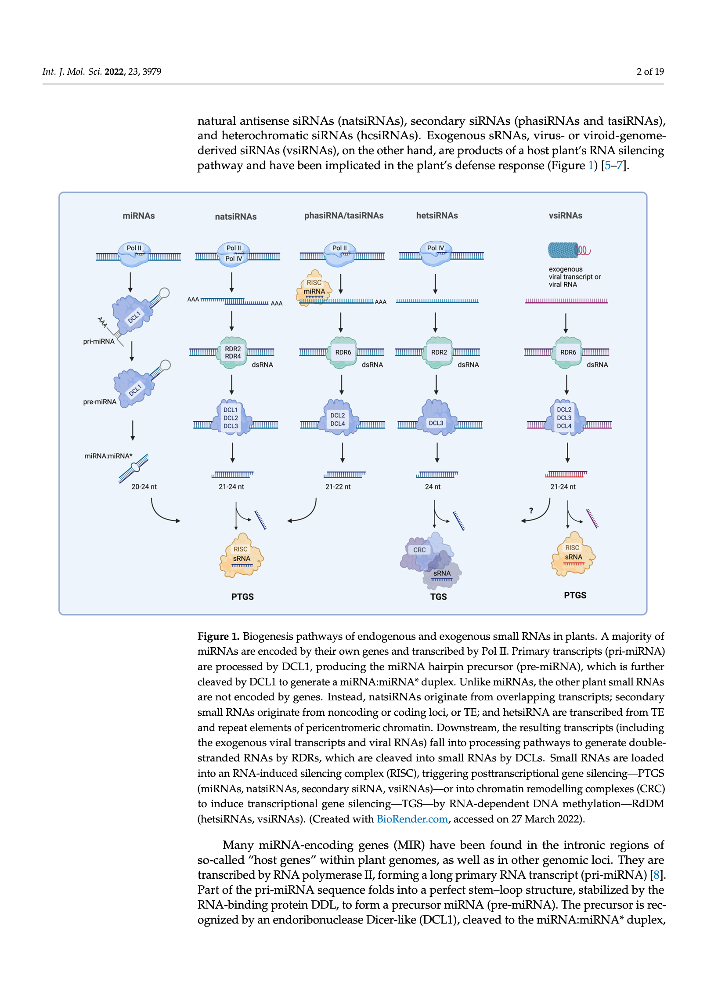 Int. J. Mol. Sci. 2022, 23, 3979
2 of 19
natural antisense siRNAs (natsiRNAs), secondary siRNAs (phasiRNAs and tasiRNAs),
and heterochromatic siRNAs (hcsiRNAs). Exogenous sRNAs, virus- or viroid-genome-
derived siRNAs (vsiRNAs), on the other hand, are products of a host plant's RNA silencing
pathway and have been implicated in the plant's defense response (Figure 1) [5–7].
miRNAs
Pol II
DCL1
AAA
pri-miRNA
DCL1
pre-miRNA
miRNA:miRNA*
20-24 nt
natsiRNAs
Pol II
Pol IV
AAA
AAA
RDR2
RDR4
dsRNA
DCL1
DCL2
DCL3
21-24 nt
RISC
sRNA
PTGS
phasiRNA/tasiRNAs
Pol II
RISC
miRNA
AAA
RDR6
dsRNA
DCL2
DCL4
21-22 nt
hetsiRNAs
Pol IV
RDR2
dsRNA
DCL3
24 nt
CRC
sRNA
TGS
vsiRNAs
exogenous
viral transcript or
viral RNA
RDR6
dsRNA
DCL2
DCL3
DCL4
21-24 nt
?
RISC
sRNA
PTGS
Figure 1. Biogenesis pathways of endogenous and exogenous small RNAs in plants. A majority of
miRNAs are encoded by their own genes and transcribed by Pol II. Primary transcripts (pri-miRNA)
are processed by DCL1, producing the miRNA hairpin precursor (pre-miRNA), which is further
cleaved by DCL1 to generate a miRNA:miRNA* duplex. Unlike miRNAs, the other plant small RNAs
are not encoded by genes. Instead, natsiRNAs originate from overlapping transcripts; secondary
small RNAs originate from noncoding or coding loci, or TE; and hetsiRNA are transcribed from TE
and repeat elements of pericentromeric chromatin. Downstream, the resulting transcripts (including
the exogenous viral transcripts and viral RNAs) fall into processing pathways to generate double-
stranded RNAs by RDRs, which are cleaved into small RNAs by DCLs. Small RNAs are loaded
into an RNA-induced silencing complex (RISC), triggering posttranscriptional gene silencing—PTGS
(miRNAs, natsiRNAs, secondary siRNA, vsiRNAs)—or into chromatin remodelling complexes (CRC)
to induce transcriptional gene silencing—TGS—by RNA-dependent DNA methylation—RdDM
(hetsiRNAs, vsiRNAs). (Created with BioRender.com, accessed on 27 March 2022).
Many miRNA-encoding genes (MIR) have been found in the intronic regions of
so-called "host genes" within plant genomes, as well as in other genomic loci. They are
transcribed by RNA polymerase II, forming a long primary RNA transcript (pri-miRNA) [8].
Part of the pri-miRNA sequence folds into a perfect stem–loop structure, stabilized by the
RNA-binding protein DDL, to form a precursor miRNA (pre-miRNA). The precursor is rec-
ognized by an endoribonuclease Dicer-like (DCL1), cleaved to the miRNA:miRNA* duplex,